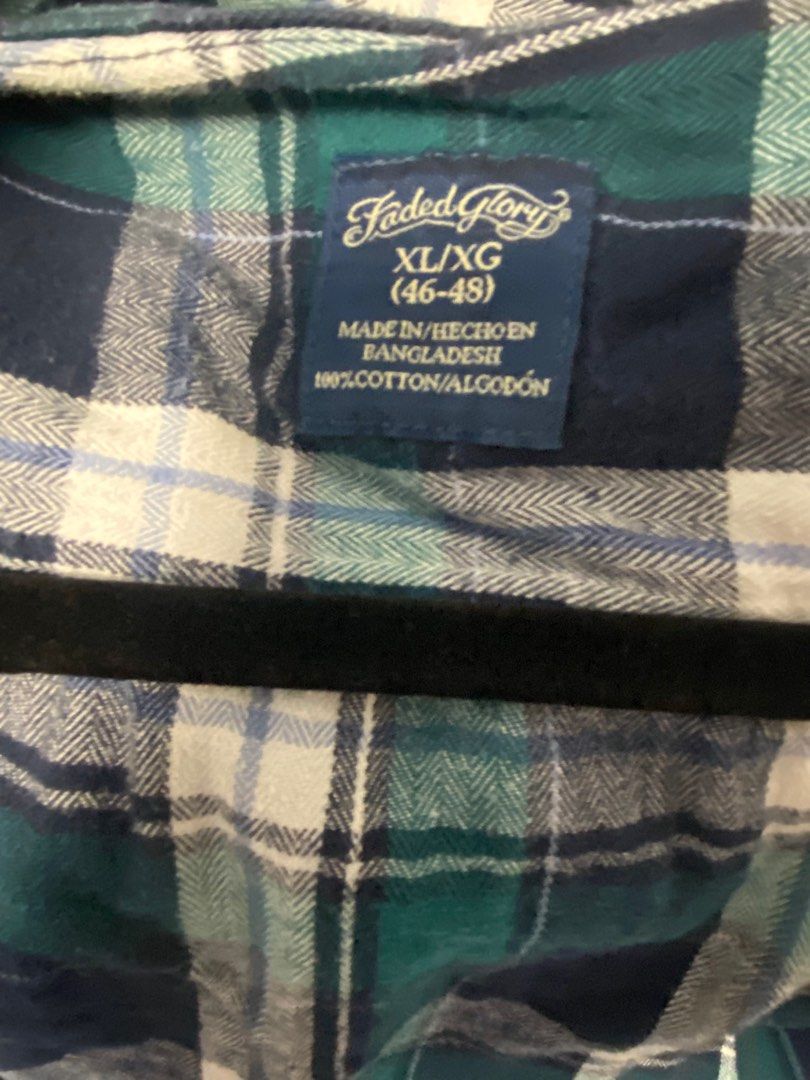 Faded Glory®
XL/XG
(46-48)
MADE IN/HECHO EN
BANGLADESH
100% COTTON/ALGODÓN